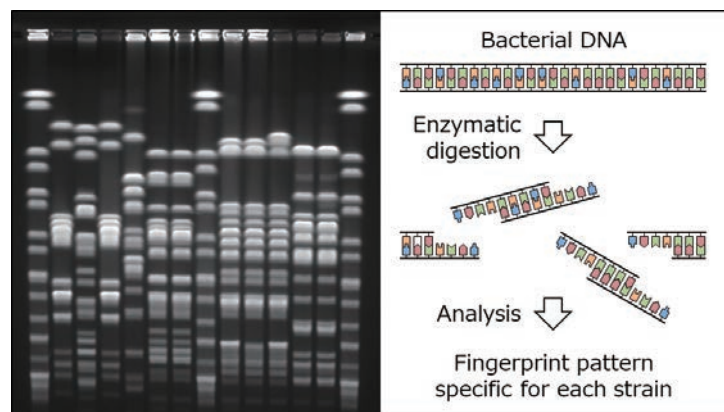 Bacterial DNA
Enzymatic
digestion
Analysis
Fingerprint pattern
specific for each strain